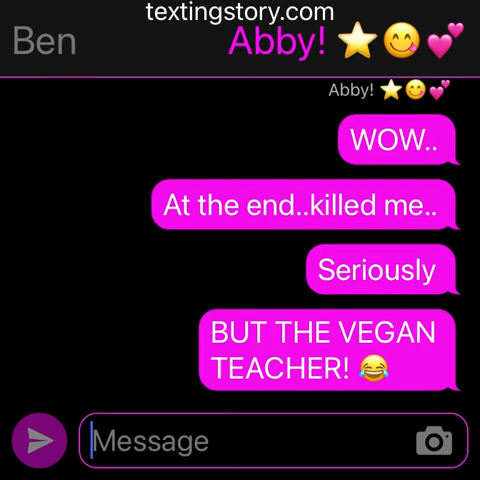 textingstory.com
Ben
Abby! ⭐😋💕
Abby! ⭐😋💕
WOW..
At the end..killed me..
Seriously
BUT THE VEGAN
TEACHER! 😂
Message